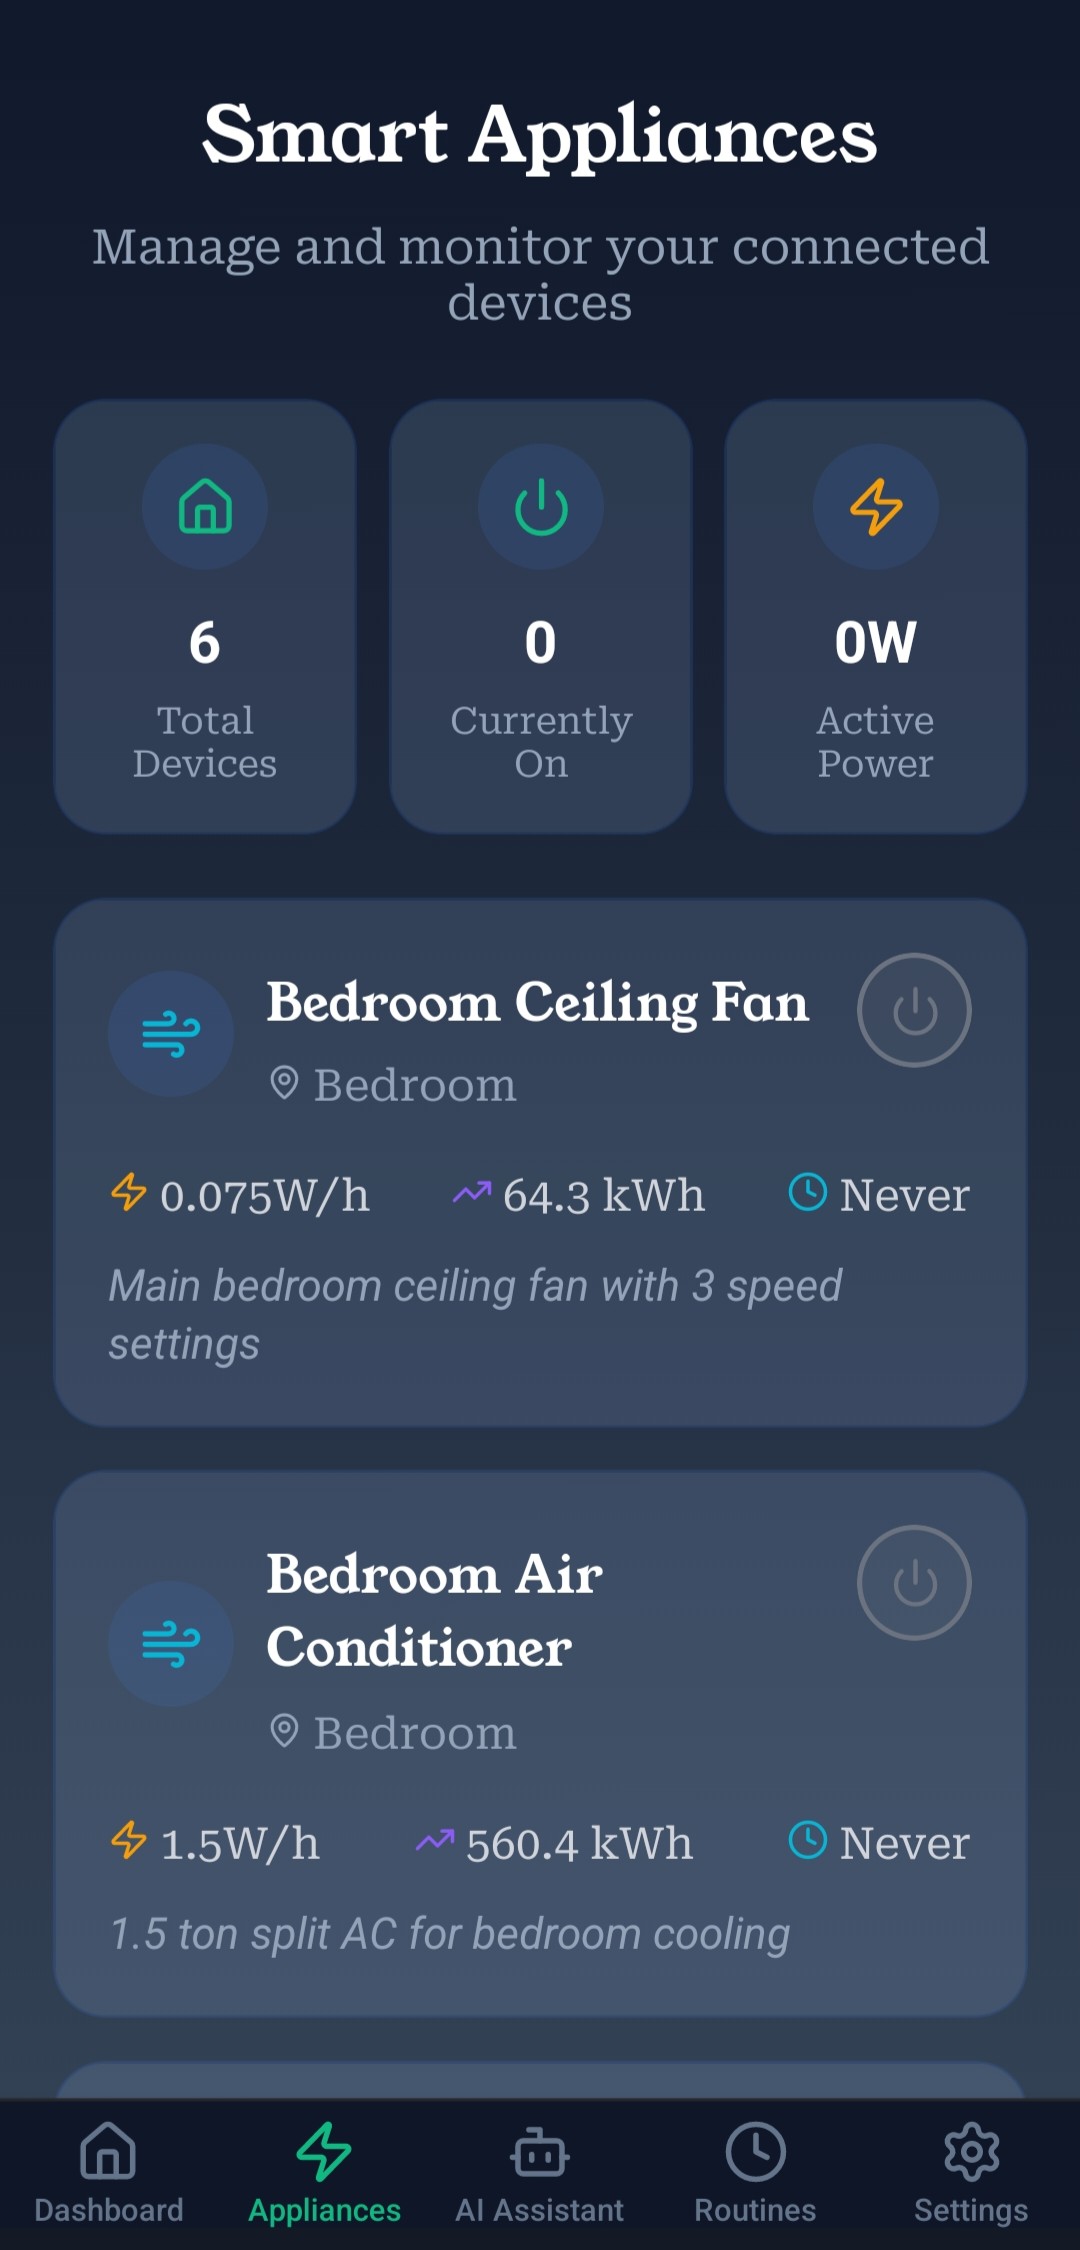 Smart Appliances
Manage and monitor your connected
devices
6
Total
Devices
0
Currently
On
0W
Active
Power
Bedroom Ceiling Fan
Bedroom
0.075W/h
64.3 kWh
Never
Main bedroom ceiling fan with 3 speed
settings
Bedroom Air
Conditioner
Bedroom
1.5W/h
560.4 kWh
Never
1.5 ton split AC for bedroom cooling
Dashboard
Appliances
AI Assistant
Routines
Settings